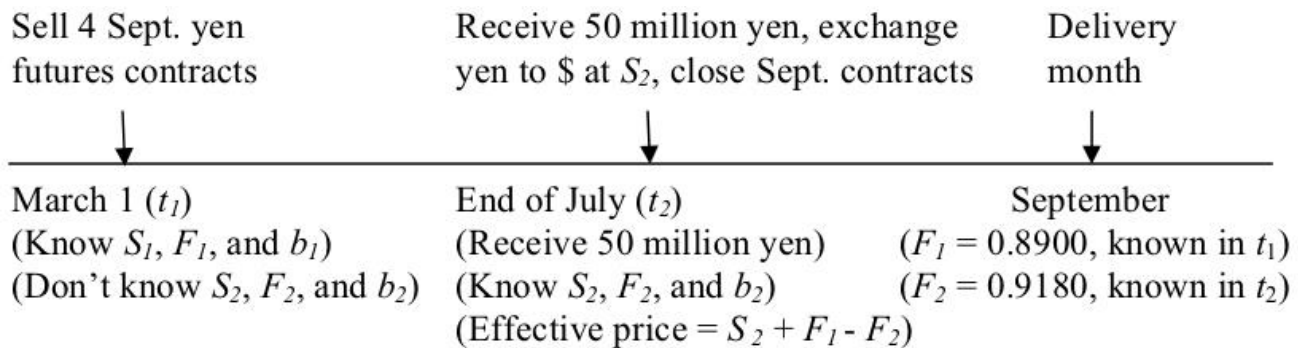 Sell 4 Sept. yen
futures contracts
Receive 50 million yen, exchange
yen to $ at S2, close Sept. contracts
Delivery
month
March 1 (t1)
(Know S1, F1, and b1)
(Don't know S2, F2, and b2)
End of July (t2)
(Receive 50 million yen)
(Know S2, F2, and b2)
(Effective price = S2 + F1 - F2)
September
(F1 = 0.8900, known in t1)
(F2 = 0.9180, known in t2)